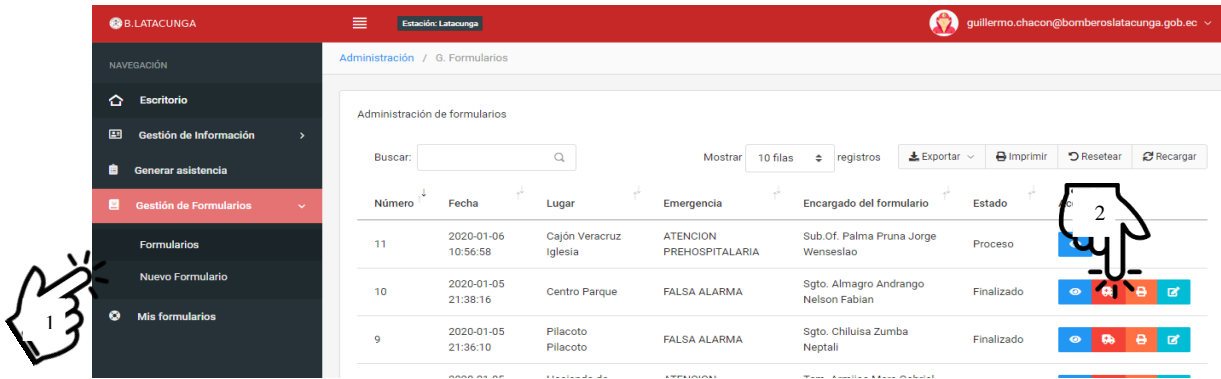 B.LATACUNGA
Estación: Latacunga
guillermo.chacon@bomberoslatacunga.gob.ec
NAVEGACIÓN
Escritorio
Gestión de Información
Generar asistencia
Gestión de Formularios
Formularios
Nuevo Formulario
Mis formularios
1
Administración / G. Formularios
Administración de formularios
Buscar:
Mostrar 10 filas registros
Exportar
Imprimir
Resetear
Recargar
Número Fecha Lugar Emergencia Encargado del formulario Estado
2
11 2020-01-06 Cajón Veracruz ATENCION Sub.Of. Palma Pruna Jorge Proceso
10:56:58 Iglesia PREHOSPITALARIA Wenseslao
10 2020-01-05 Centro Parque FALSA ALARMA Sgto. Almagro Andrango Finalizado
21:38:16 Nelson Fabian
9 2020-01-05 Pilacoto FALSA ALARMA Sgto. Chiluisa Zumba Finalizado
21:36:10 Pilacoto Neptali